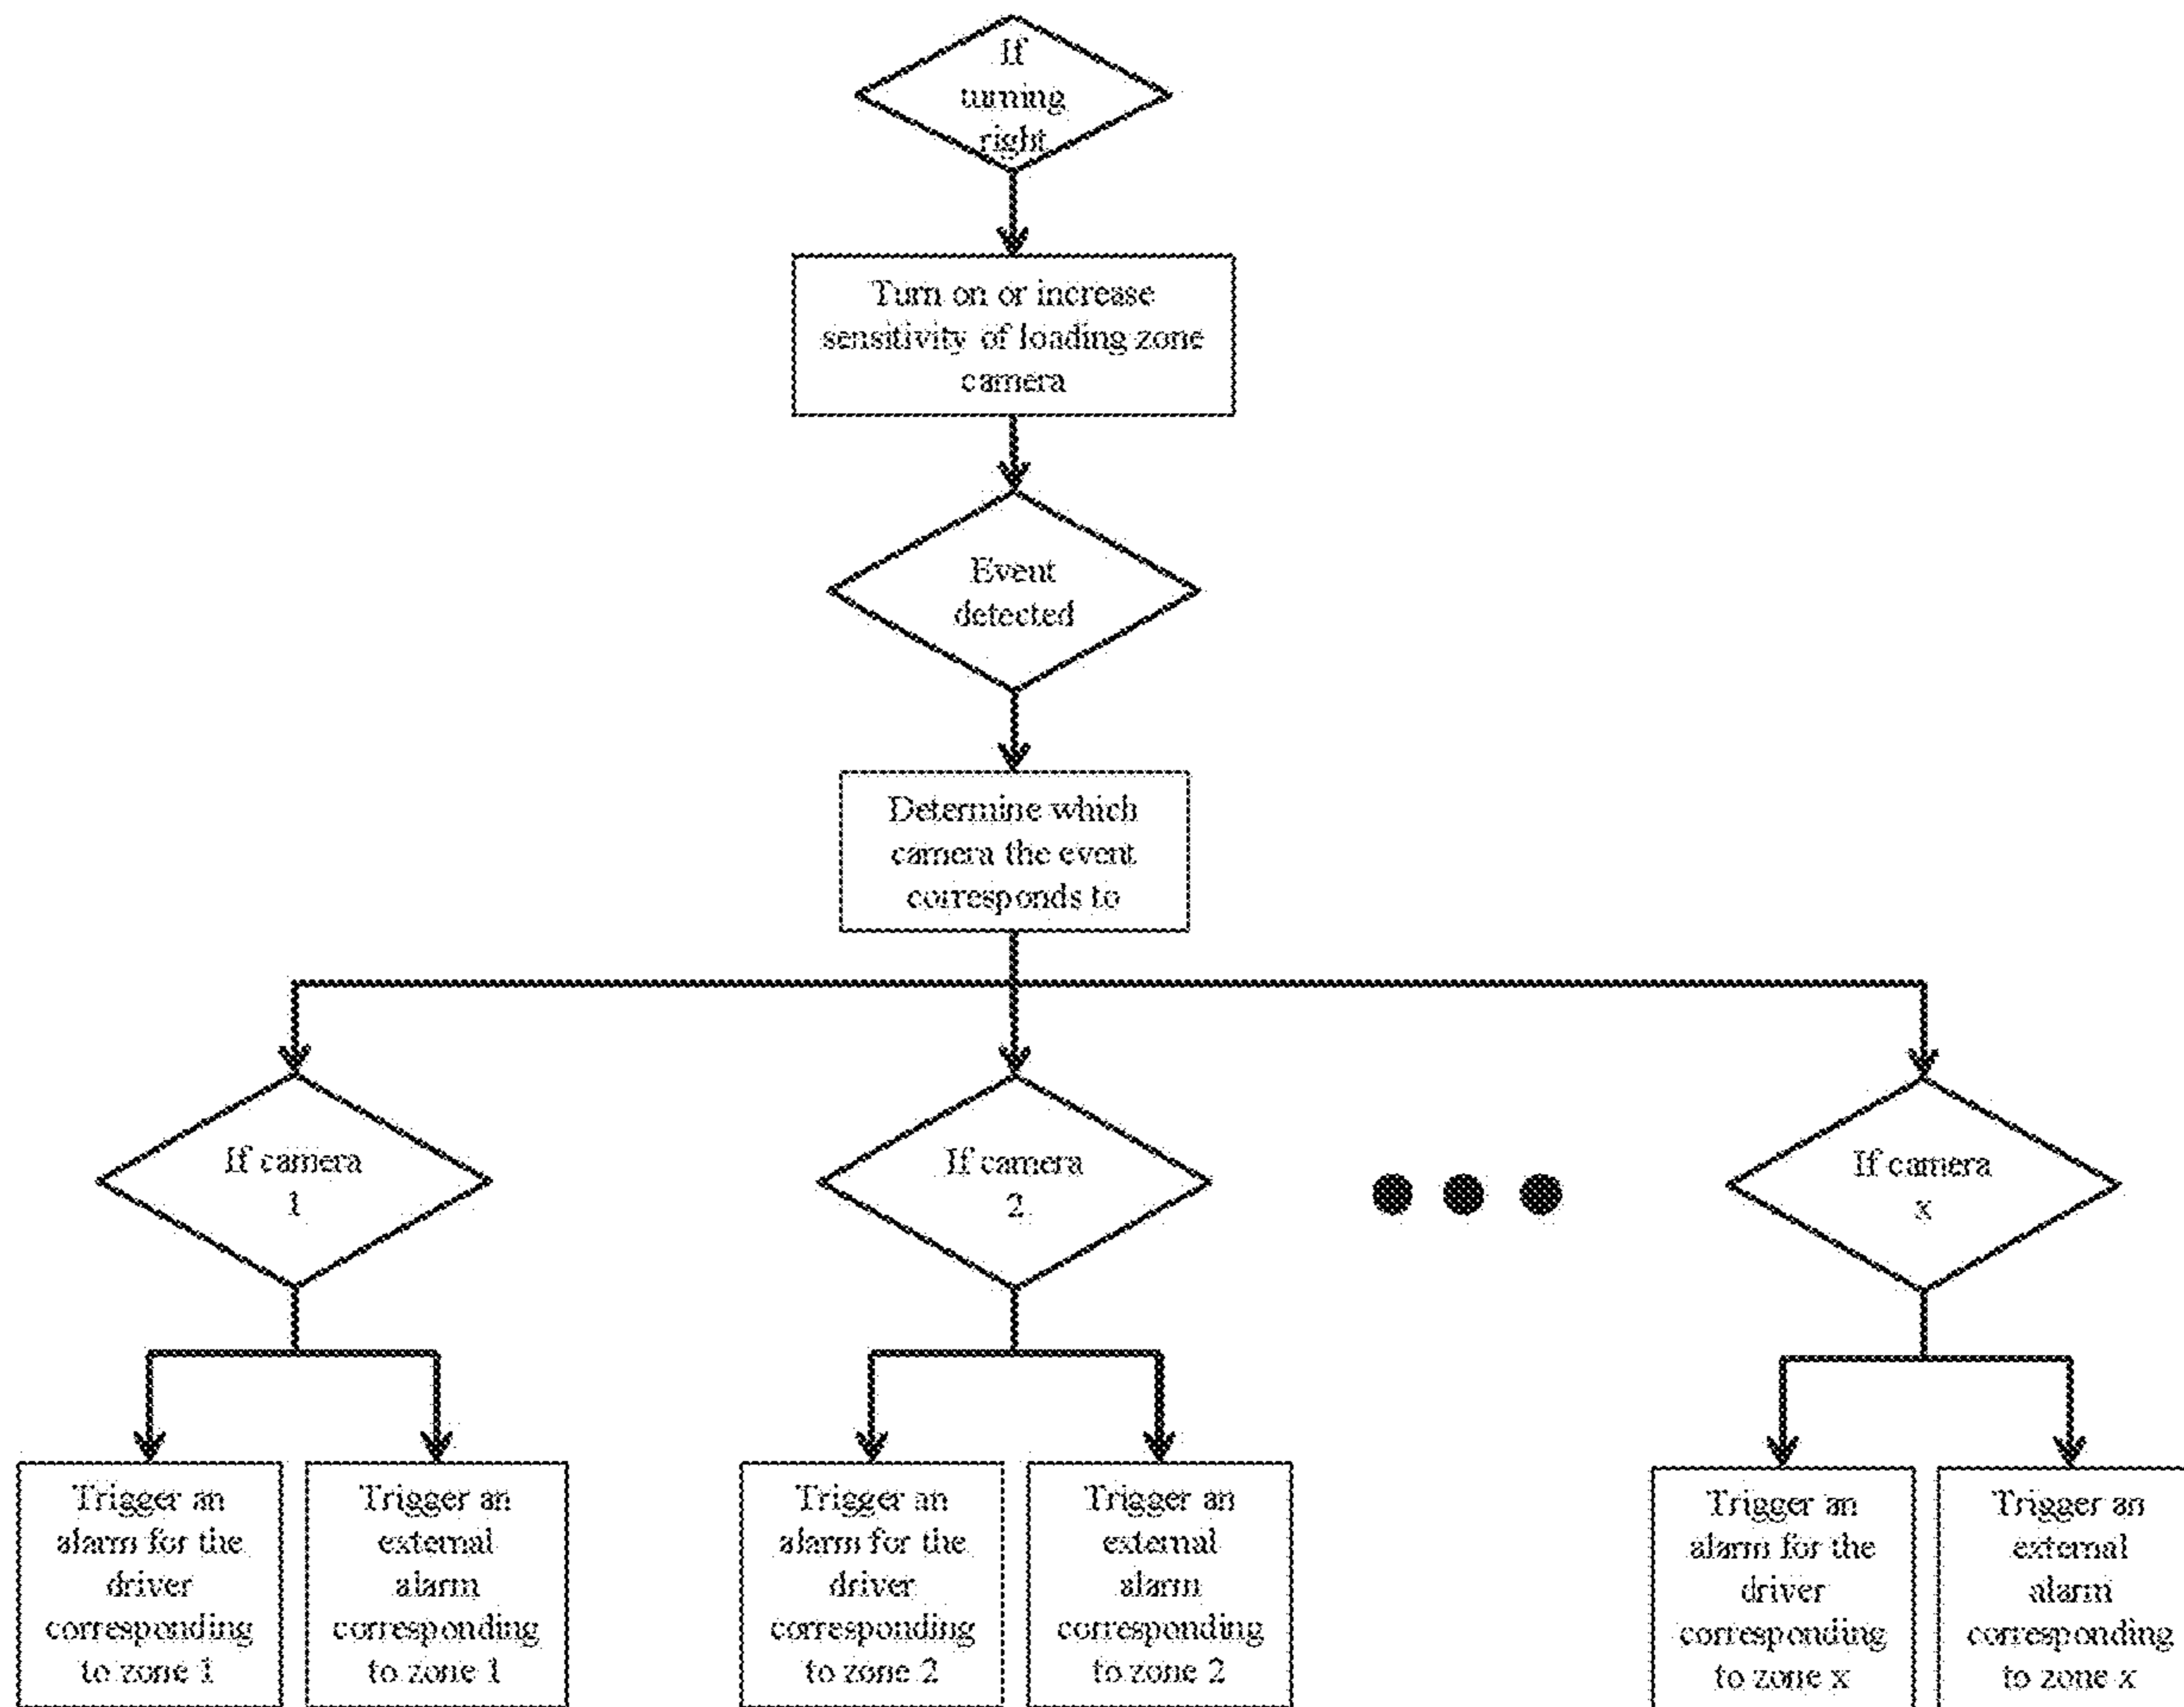 If
turning
right
Turn on or increase
sensitivity of loading zone
camera
Event
detected
Determine which
camera the event
corresponds to
If camera
1
If camera
2
If camera
x
Trigger an
alarm for the
driver
corresponding
to zone 1
Trigger an
external
alarm
corresponding
to zone 1
Trigger an
alarm for the
driver
corresponding
to zone 2
Trigger an
external
alarm
corresponding
to zone 2
Trigger an
alarm for the
driver
corresponding
to zone x
Trigger an
external
alarm
corresponding
to zone x